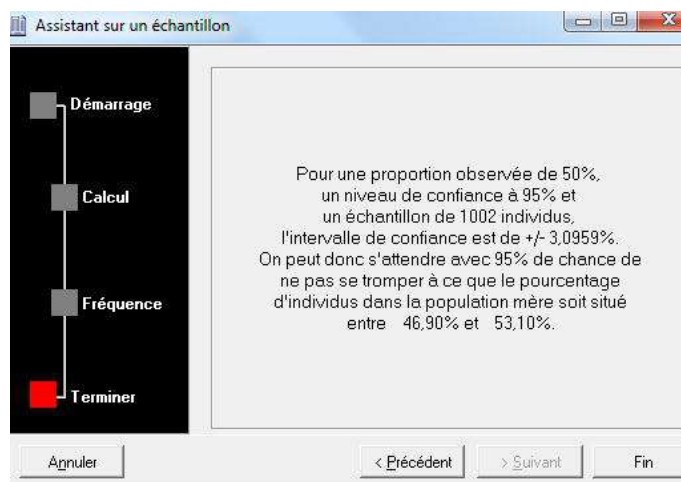 Assistant sur un échantillon
Démarrage
Calcul
Fréquence
Terminer
Pour une proportion observée de 50%,
un niveau de confiance à 95% et
un échantillon de 1002 individus,
l'intervalle de confiance est de +/- 3,0959%.
On peut donc s'attendre avec 95% de chance de
ne pas se tromper à ce que le pourcentage
d'individus dans la population mère soit situé
entre 46,90% et 53,10%.
Annuler
< Précédent
> Suivant
Fin